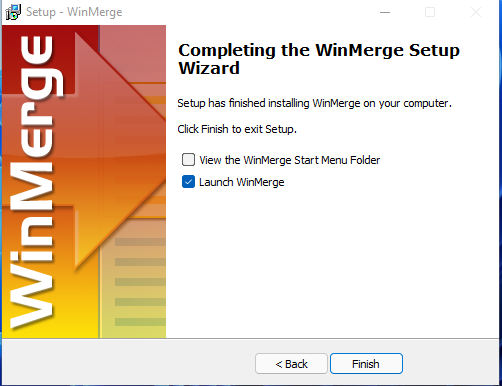 Setup - WinMerge
WinMerge
Completing the WinMerge Setup
Wizard
Setup has finished installing WinMerge on your computer.
Click Finish to exit Setup.
View the WinMerge Start Menu Folder
Launch WinMerge
< Back
Finish